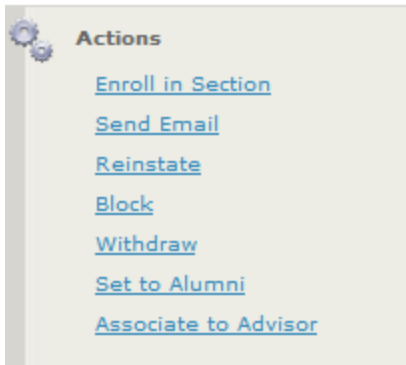 Actions
Enroll in Section
Send Email
Reinstate
Block
Withdraw
Set to Alumni
Associate to Advisor